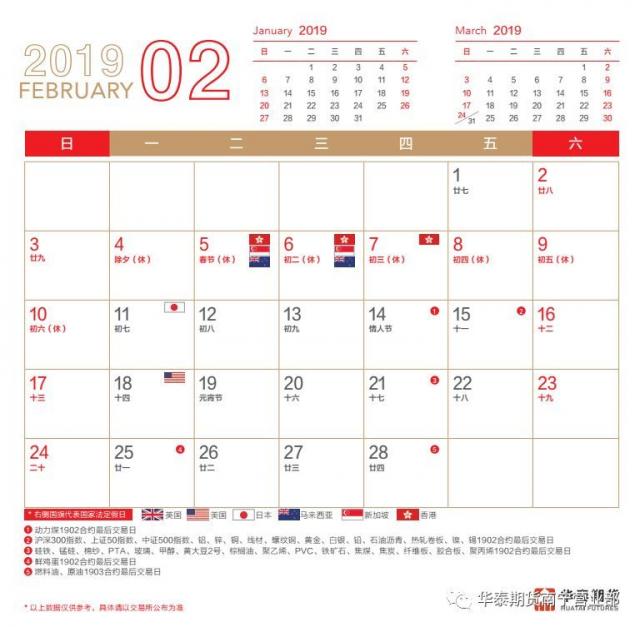 2019
FEBRUARY
02
January 2019
日 一 二 三 四 五 六
1 2 3 4 5
6 7 8 9 10 11 12
13 14 15 16 17 18 19
20 21 22 23 24 25 26
27 28 29 30 31
March 2019
日 一 二 三 四 五 六
1 2
3 4 5 6 7 8 9
10 11 12 13 14 15 16
17 18 19 20 21 22 23
24/31 25 26 27 28 29 30
日 一 二 三 四 五 六
1 2
廿七 廿八
3 4 5 6 7 8 9
廿九 除夕（休） 春节（休） 初二（休） 初三（休） 初四（休） 初五（休）
10 11 12 13 14 ① 15 ② 16
初六（休） 初七 初八 初九 情人节 十一 十二
17 18 19 20 21 ③ 22 23
十三 十四 元宵节 十六 十七 十八 十九
24 25 ④ 26 27 28 ⑤
二十 廿一 廿二 廿三 廿四
* 右侧国旗代表国家法定假日 英国 美国 日本 马来西亚 新加坡 香港
① 动力煤1902合约最后交易日
② 沪深300指数、上证50指数、中证500指数、铝、锌、铜、线材、螺纹钢、黄金、白银、铅、石油沥青、热轧卷板、镍、锡1902合约最后交易日
③ 硅铁、锰硅、棉纱、PTA、玻璃、甲醇、黄大豆2号、棕榈油、聚乙烯、PVC、铁矿石、焦煤、焦炭、纤维板、胶合板、聚丙烯1902合约最后交易日
④ 鲜鸡蛋1902合约最后交易日
⑤ 燃料油、原油1903合约最后交易日
* 以上数据仅供参考，具体请以交易所公布为准
华泰期货南宁营业部
华泰期货
HUATAI FUTURES